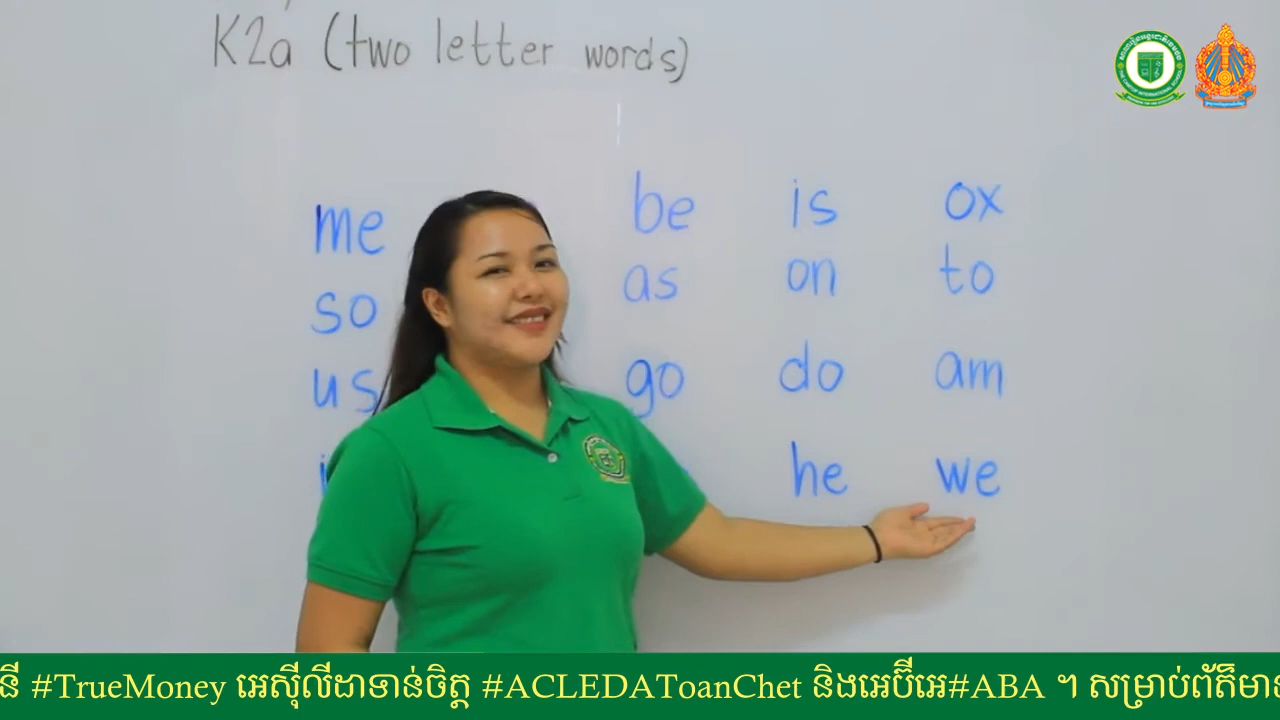 K2a (two letter words)
me be is ox
so as on to
us go do am
he we
នី #TrueMoney អេស៊ីលីដាទាន់ចិត្ត #ACLEDAToanChet និងអេប៊ីអេ#ABA ។ សម្រាប់ព័ត៌មាន